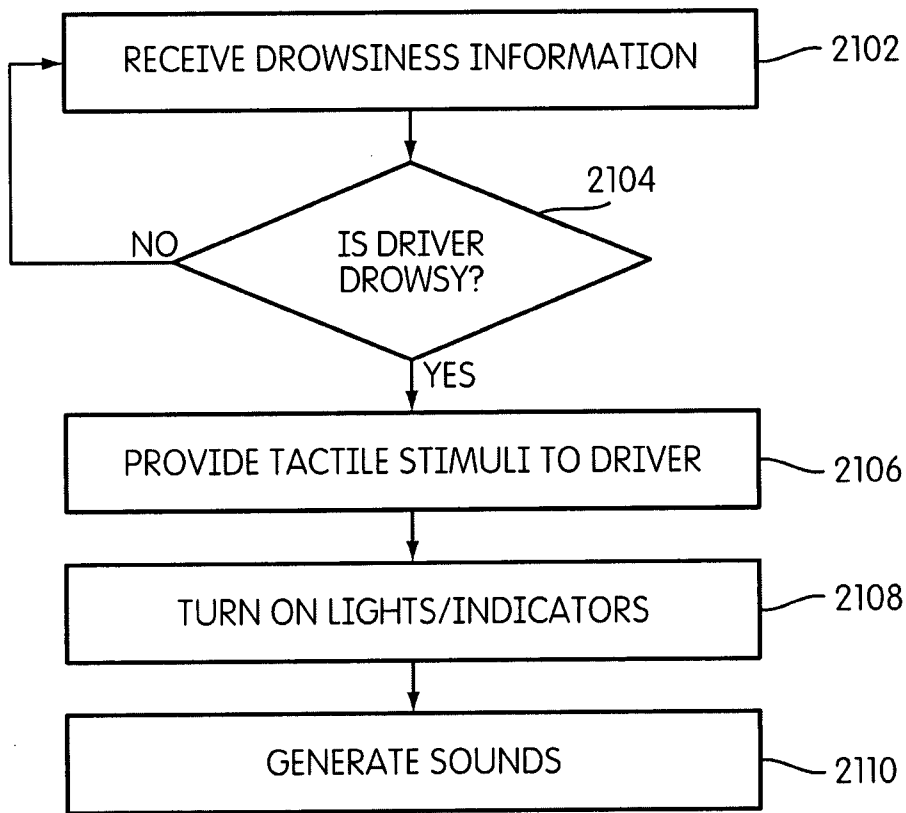 RECEIVE DROWSINESS INFORMATION
2102
2104
IS DRIVER
DROWSY?
NO
YES
PROVIDE TACTILE STIMULI TO DRIVER
2106
TURN ON LIGHTS/INDICATORS
2108
GENERATE SOUNDS
2110